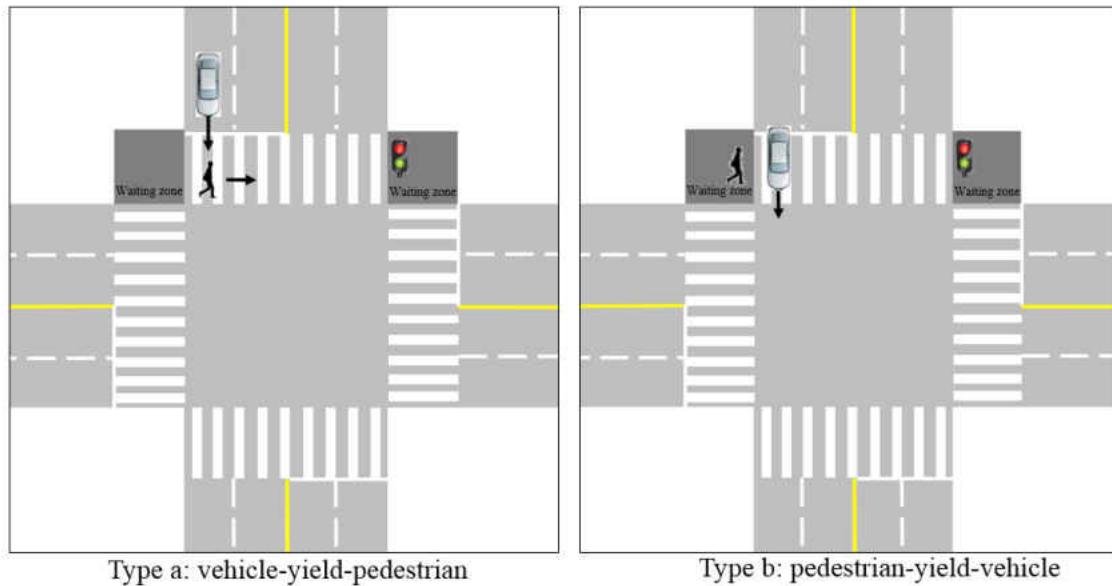 Waiting zone
Waiting zone
Waiting zone
Waiting zone
Type a: vehicle-yield-pedestrian
Type b: pedestrian-yield-vehicle